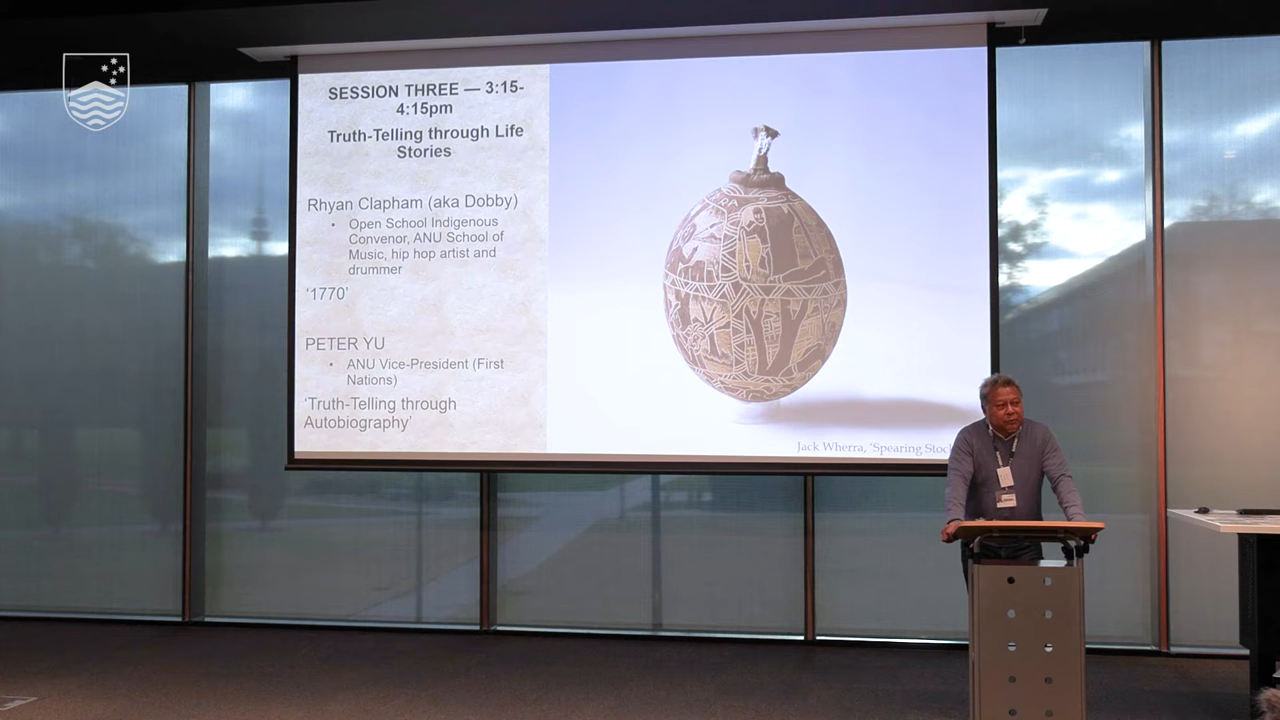 SESSION THREE — 3:15-
4:15pm
Truth-Telling through Life
Stories
Rhyan Clapham (aka Dobby)
• Open School Indigenous
Convenor, ANU School of
Music, hip hop artist and
drummer
‘1770’
PETER YU
• ANU Vice-President (First
Nations)
‘Truth-Telling through
Autobiography’
Jack Wherra, ‘Spearing